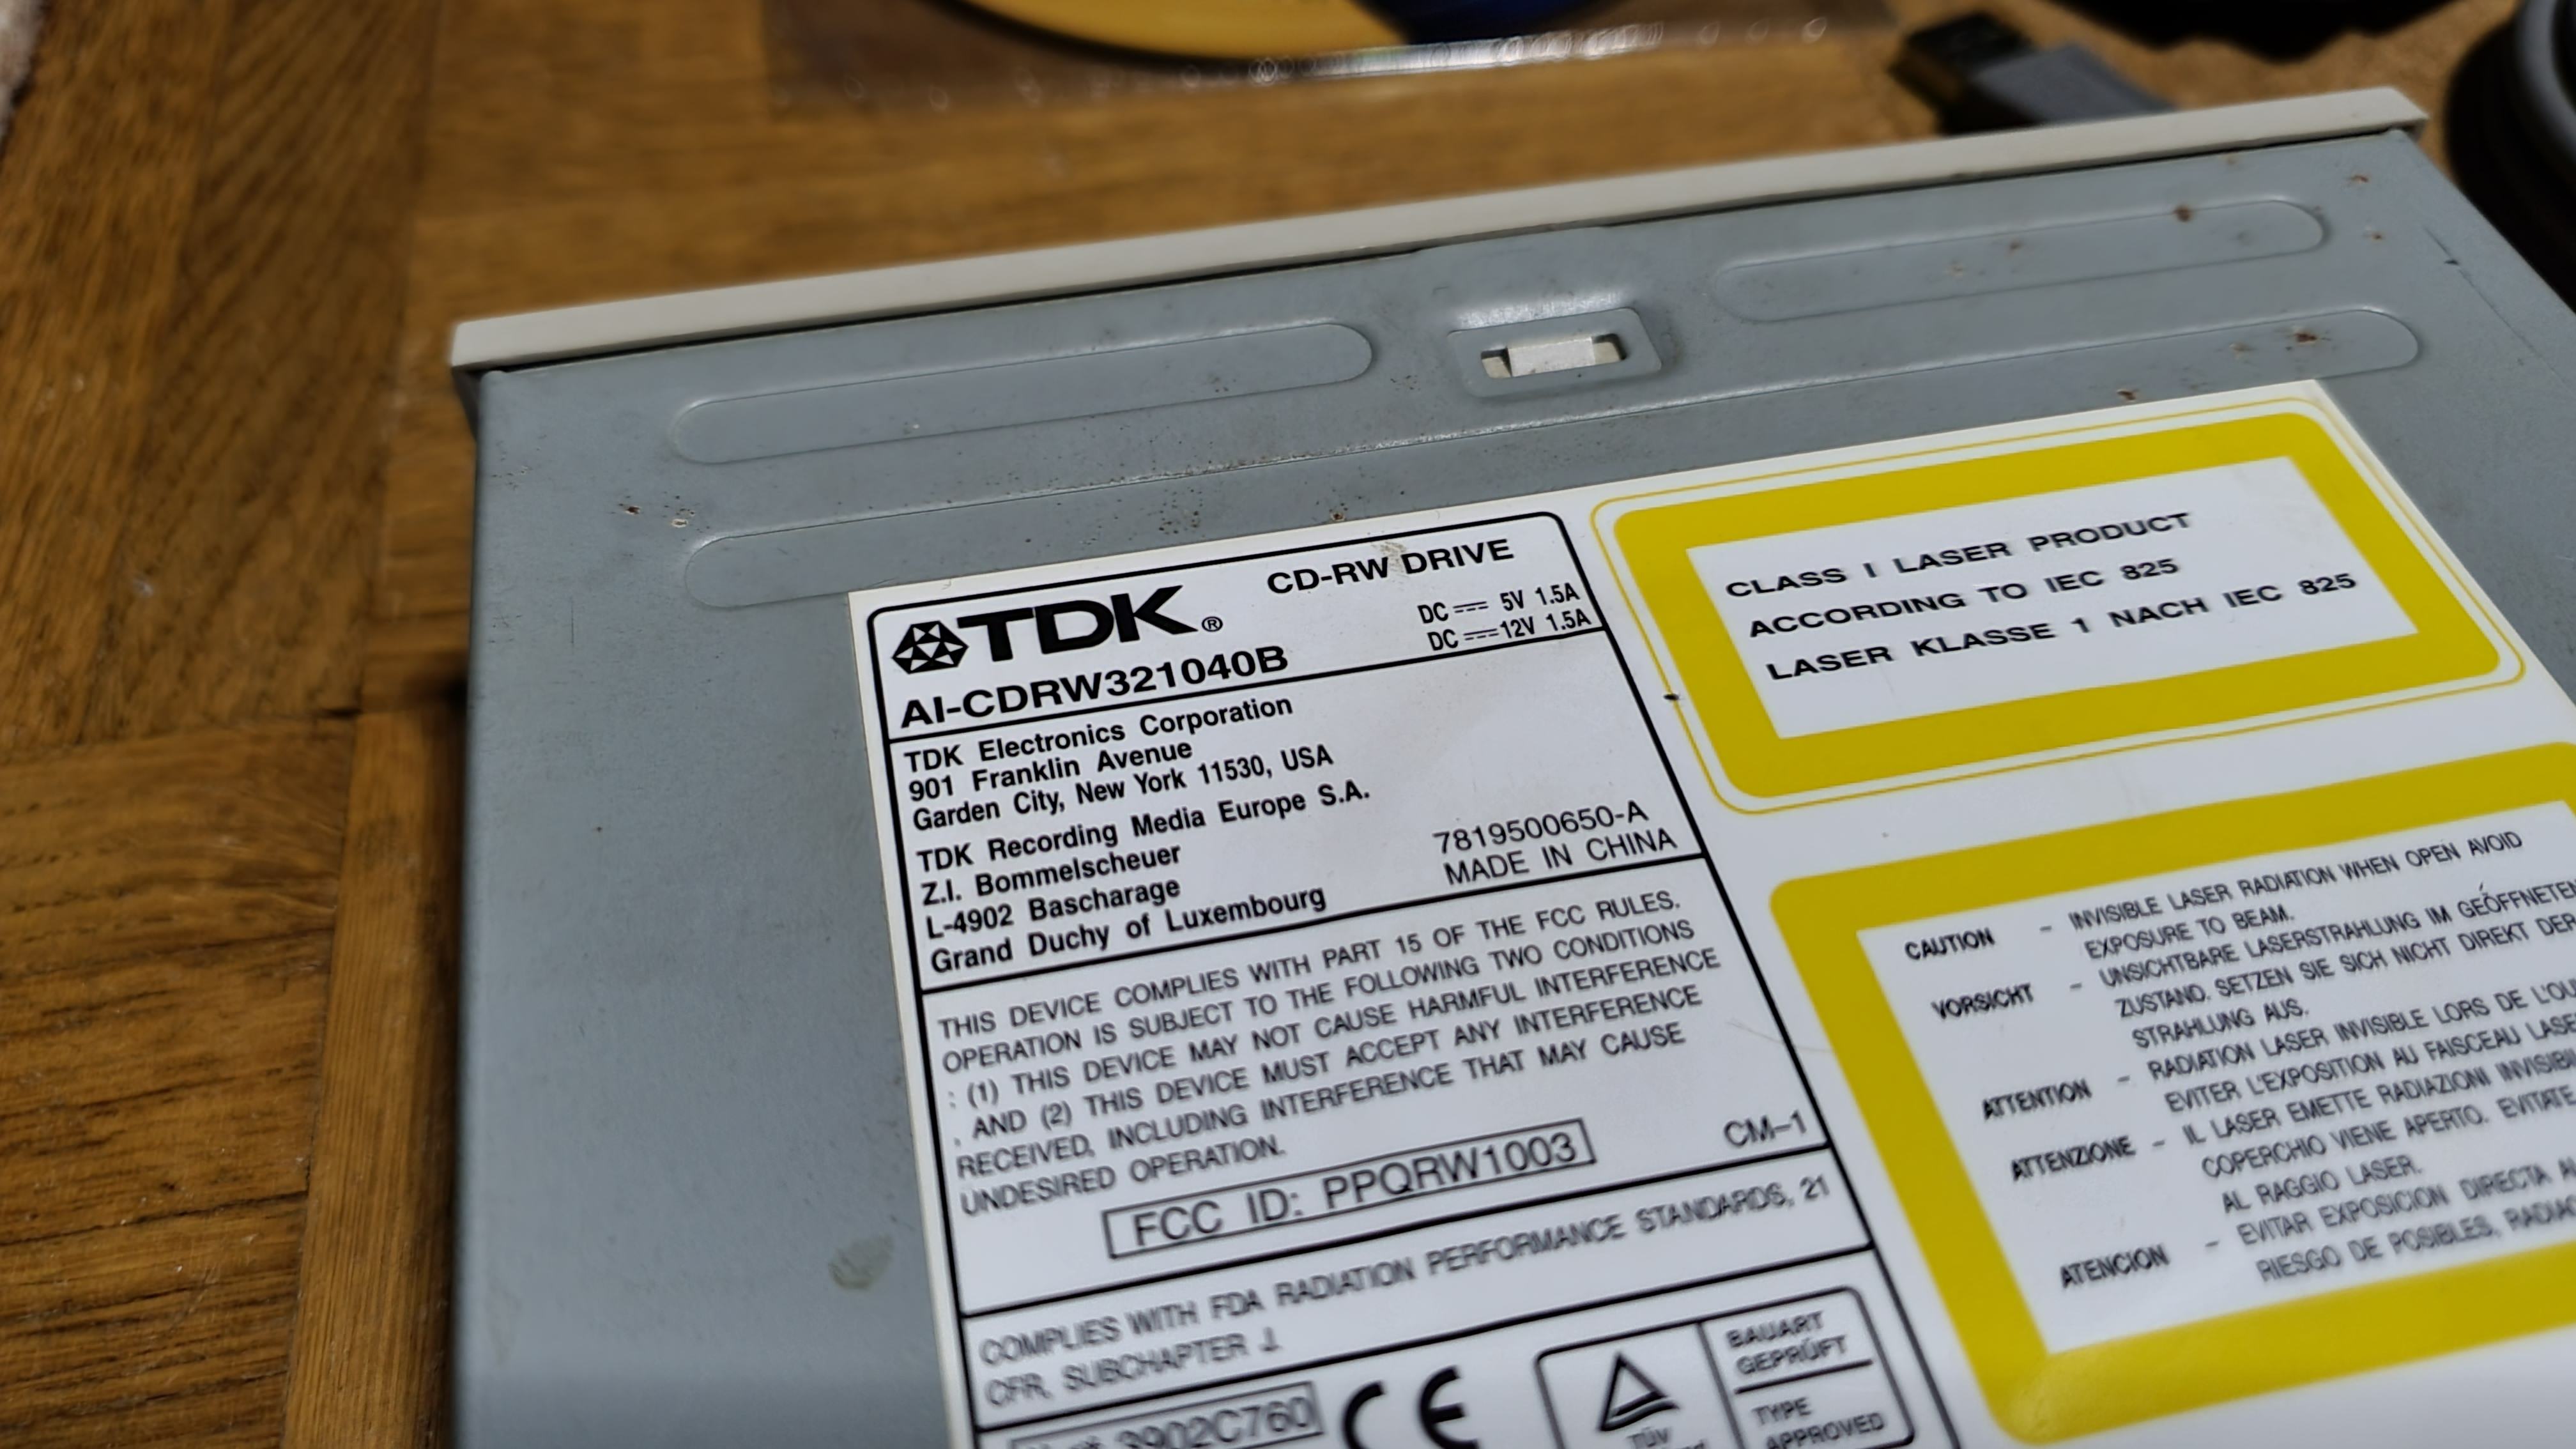 TDK®
CD-RW DRIVE
DC 5V 1.5A
DC 12V 1.5A
AI-CDRW321040B
TDK Electronics Corporation
901 Franklin Avenue
Garden City, New York 11530, USA
TDK Recording Media Europe S.A.
Z.I. Bommelscheuer
L-4902 Bascharage
Grand Duchy of Luxembourg
7819500650-A
MADE IN CHINA
THIS DEVICE COMPLIES WITH PART 15 OF THE FCC RULES.
OPERATION IS SUBJECT TO THE FOLLOWING TWO CONDITIONS
: (1) THIS DEVICE MAY NOT CAUSE HARMFUL INTERFERENCE
, AND (2) THIS DEVICE MUST ACCEPT ANY INTERFERENCE
RECEIVED, INCLUDING INTERFERENCE THAT MAY CAUSE
UNDESIRED OPERATION.
CM-1
FCC ID: PPQRW1003
COMPLIES WITH FDA RADIATION PERFORMANCE STANDARDS, 21
CFR, SUBCHAPTER J.
3902C760
CE
TÜV
BAUART
GEPRÜFT
TYPE
APPROVED
CLASS 1 LASER PRODUCT
ACCORDING TO IEC 825
LASER KLASSE 1 NACH IEC 825
CAUTION - INVISIBLE LASER RADIATION WHEN OPEN AVOID
EXPOSURE TO BEAM.
VORSICHT - UNSICHTBARE LASERSTRAHLUNG IM GEÖFFNETEN
ZUSTAND. SETZEN SIE SICH NICHT DIREKT DER
STRAHLUNG AUS.
ATTENTION - RADIATION LASER INVISIBLE LORS DE
EVITER L'EXPOSITION AU FAISCEAU
ATTENZIONE - IL LASER EMETTE RADIAZIONI
COPERCHIO VIENE APERTO. EVITATE
AL RAGGIO LASER.
ATENCION - EVITAR EXPOSICION DIRECTA
RIESGO DE POSIBLES,